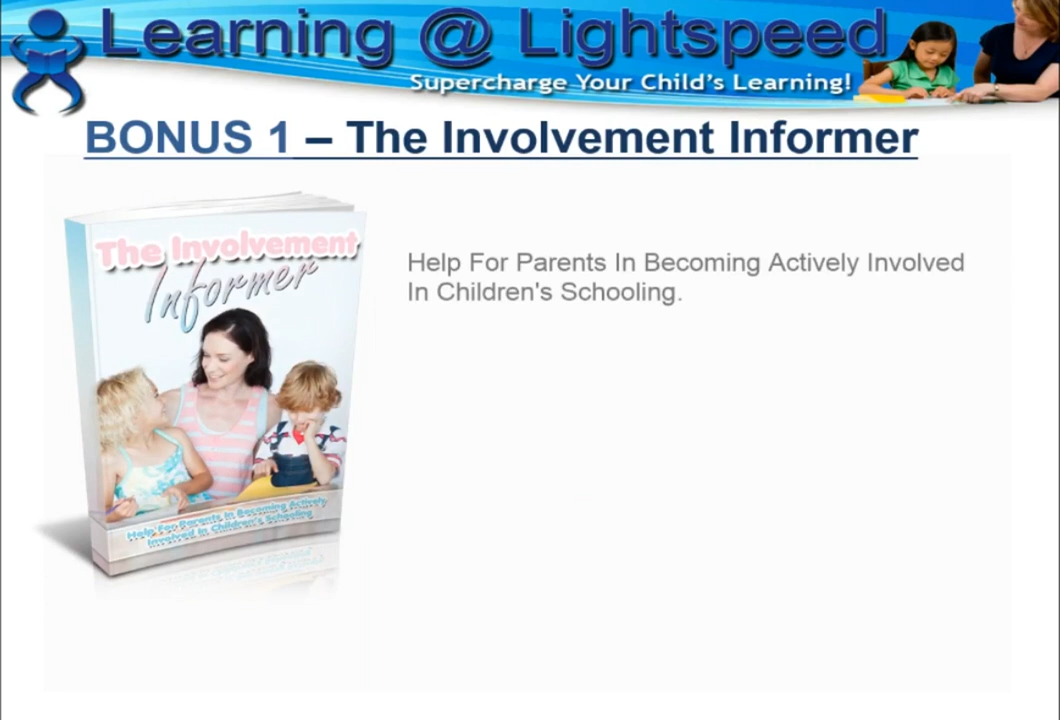 Learning @ Lightspeed
Supercharge Your Child's Learning!
BONUS 1 – The Involvement Informer
The Involvement
Informer
Help For Parents In Becoming Actively
Involved In Children's Schooling
Help For Parents In Becoming Actively Involved
In Children's Schooling.